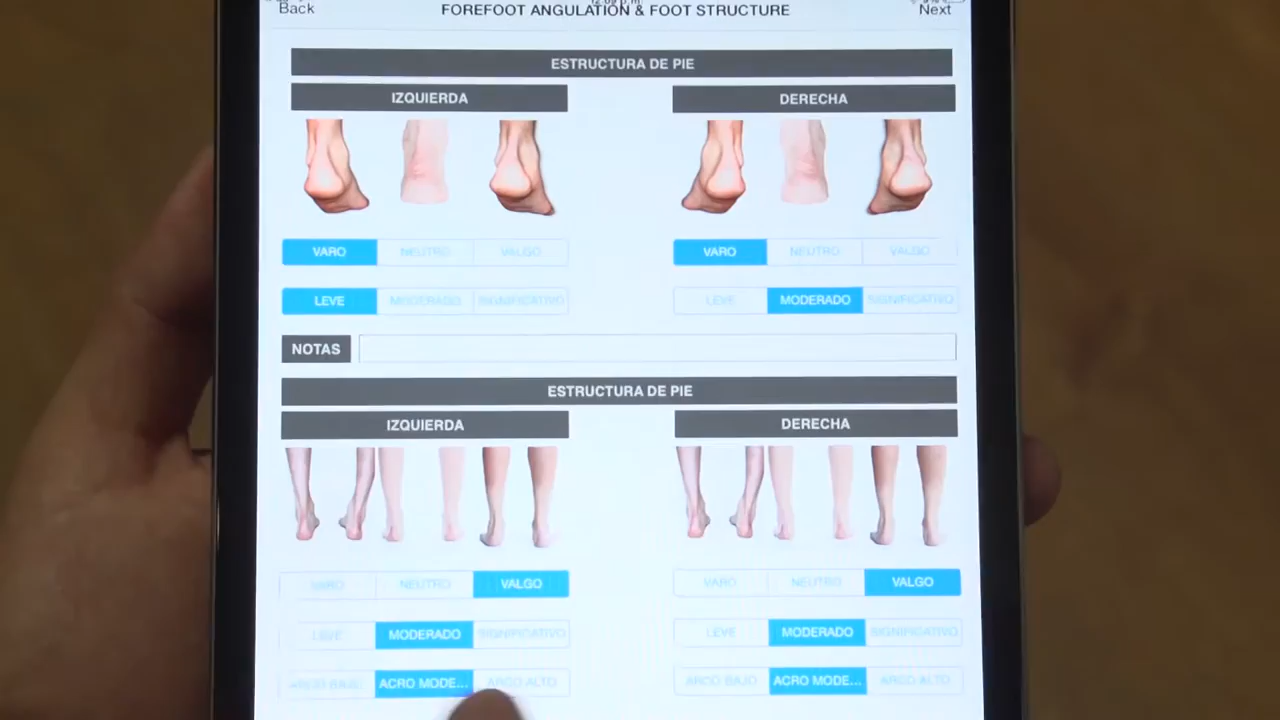 Back FOREFOOT ANGULATION & FOOT STRUCTURE Next
ESTRUCTURA DE PIE
IZQUIERDA DERECHA
VARO NEUTRO VALGO VARO NEUTRO VALGO
LEVE MODERADO SIGNIFICATIVO LEVE MODERADO SIGNIFICATIVO
NOTAS
ESTRUCTURA DE PIE
IZQUIERDA DERECHA
VARO NEUTRO VALGO VARO NEUTRO VALGO
LEVE MODERADO SIGNIFICATIVO LEVE MODERADO SIGNIFICATIVO
ACRO MODE... ARCO ALTO ARCO BAJO ACRO MODE... ARCO ALTO